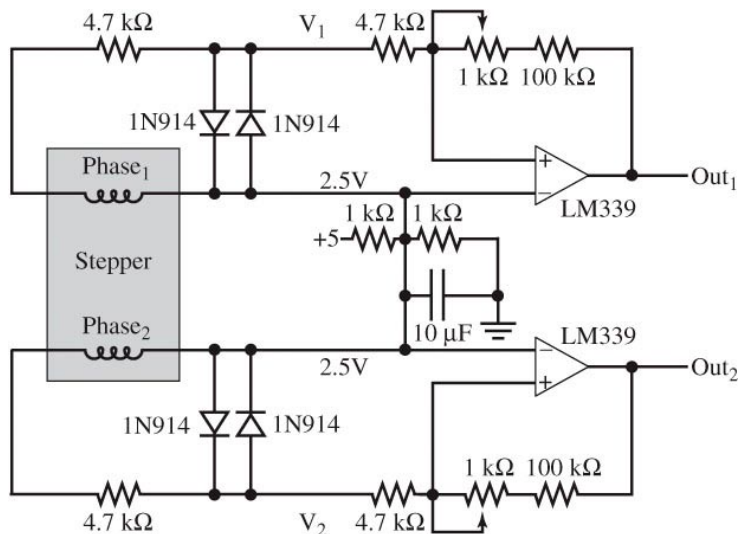 4.7 kΩ
V₁
4.7 kΩ
1 kΩ
100 kΩ
1N914
1N914
Phase₁
2.5V
+
−
Out₁
LM339
1 kΩ
1 kΩ
+5
Stepper
10 µF
Phase₂
2.5V
LM339
−
+
Out₂
1N914
1N914
1 kΩ
100 kΩ
4.7 kΩ
V₂
4.7 kΩ